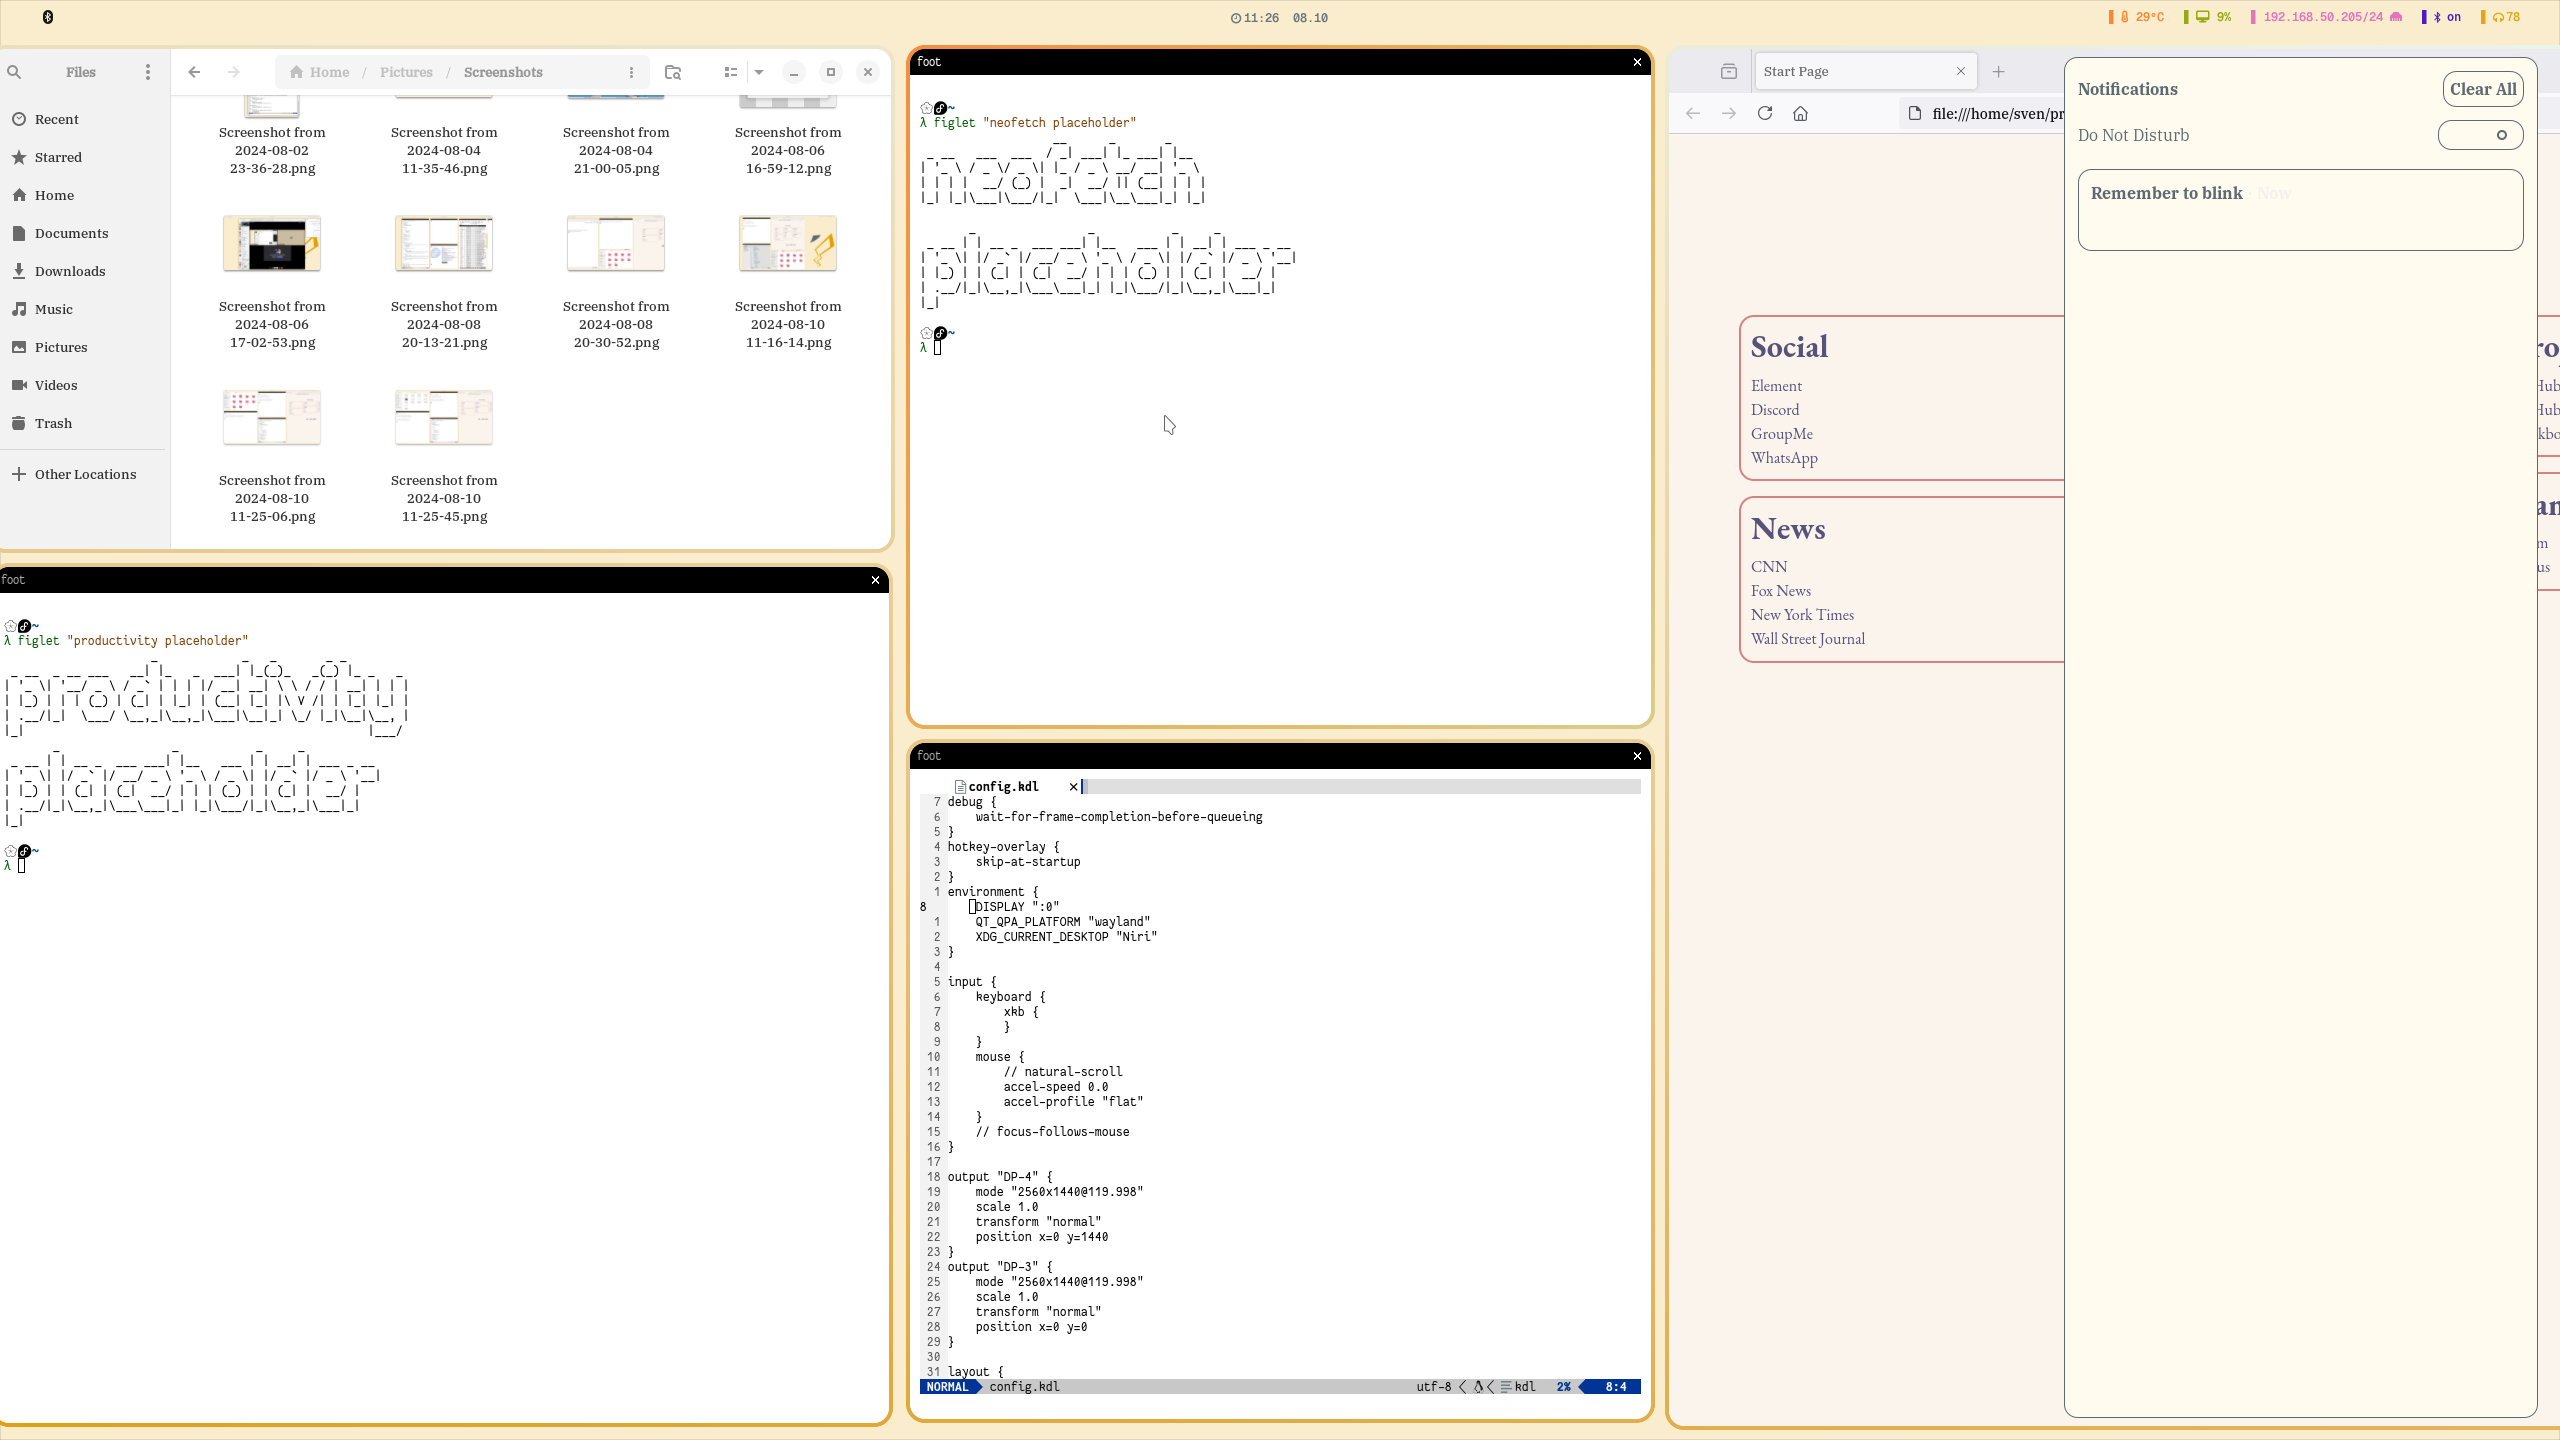 11:26 08.10
29°C 9% 192.168.50.205/24 on 78
Files
Home / Pictures / Screenshots
Recent
Starred
Home
Documents
Downloads
Music
Pictures
Videos
Trash
Other Locations
Screenshot from 2024-08-02 23-36-28.png
Screenshot from 2024-08-04 11-35-46.png
Screenshot from 2024-08-04 21-00-05.png
Screenshot from 2024-08-06 16-59-12.png
Screenshot from 2024-08-06 17-02-53.png
Screenshot from 2024-08-08 20-13-21.png
Screenshot from 2024-08-08 20-30-52.png
Screenshot from 2024-08-10 11-16-14.png
Screenshot from 2024-08-10 11-25-06.png
Screenshot from 2024-08-10 11-25-45.png
foot
~
λ figlet "productivity placeholder"
productivity
placeholder
~
λ
foot
~
λ figlet "neofetch placeholder"
neofetch
placeholder
~
λ
foot
config.kdl
7 debug {
6 wait-for-frame-completion-before-queueing
5 }
4 hotkey-overlay {
3 skip-at-startup
2 }
1 environment {
8 DISPLAY ":0"
1 QT_QPA_PLATFORM "wayland"
2 XDG_CURRENT_DESKTOP "Niri"
3 }
4
5 input {
6 keyboard {
7 xkb {
8 }
9 }
10 mouse {
11 // natural-scroll
12 accel-speed 0.0
13 accel-profile "flat"
14 }
15 // focus-follows-mouse
16 }
17
18 output "DP-4" {
19 mode "2560x1440@119.998"
20 scale 1.0
21 transform "normal"
22 position x=0 y=1440
23 }
24 output "DP-3" {
25 mode "2560x1440@119.998"
26 scale 1.0
27 transform "normal"
28 position x=0 y=0
29 }
30
31 layout {
NORMAL config.kdl utf-8 kdl 2% 8:4
Start Page
file:///home/sven/pr
Social
Element
Discord
GroupMe
WhatsApp
News
CNN
Fox News
New York Times
Wall Street Journal
Notifications
Clear All
Do Not Disturb
Remember to blink - Now